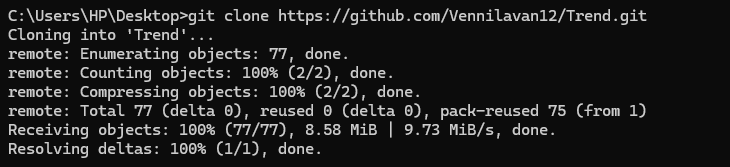 C:\Users\HP\Desktop>git clone https://github.com/Vennilavan12/Trend.git
Cloning into 'Trend'...
remote: Enumerating objects: 77, done.
remote: Counting objects: 100% (2/2), done.
remote: Compressing objects: 100% (2/2), done.
remote: Total 77 (delta 0), reused 0 (delta 0), pack-reused 75 (from 1)
Receiving objects: 100% (77/77), 8.58 MiB | 9.73 MiB/s, done.
Resolving deltas: 100% (1/1), done.